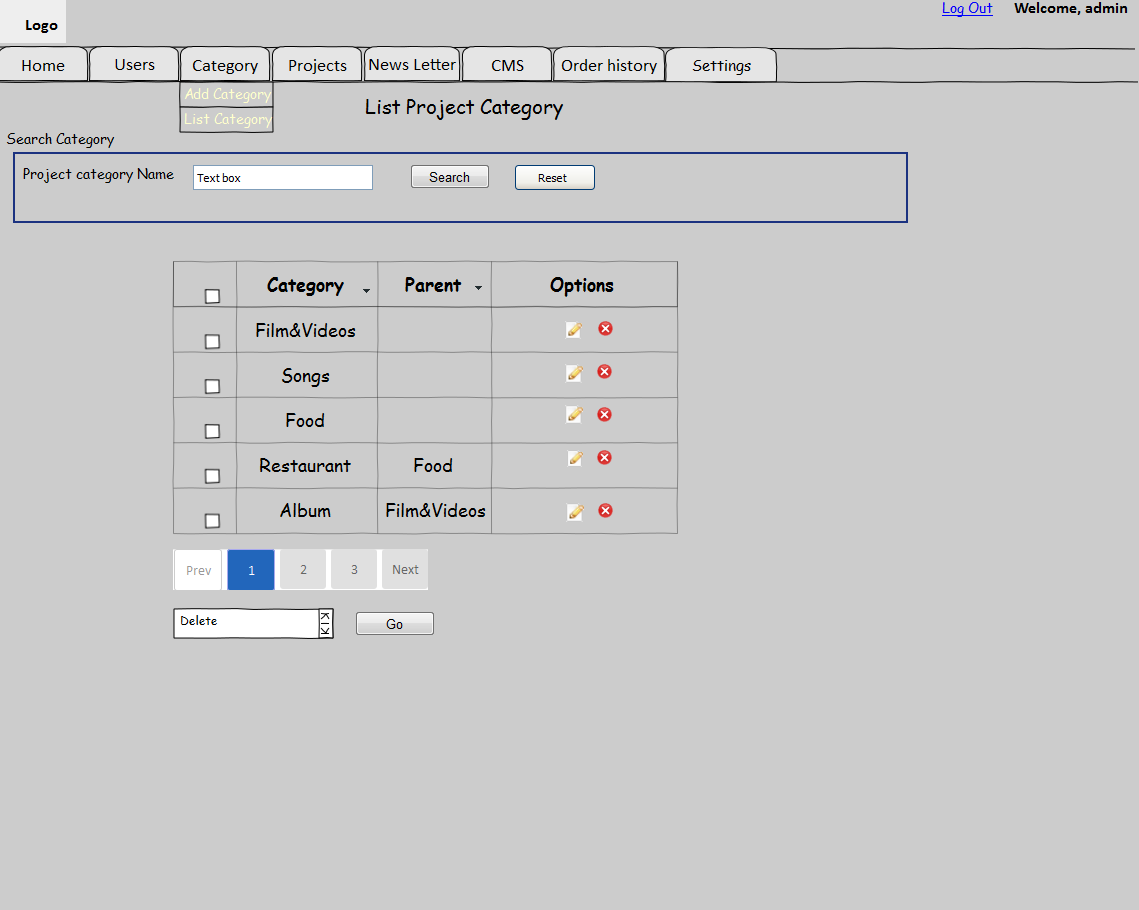 Log Out Welcome, admin
Logo
Home Users Category Projects News Letter CMS Order history Settings
Add Category
List Category
List Project Category
Search Category
Project category Name Text box Search Reset
Category Parent Options
Film&Videos
Songs
Food
Restaurant Food
Album Film&Videos
Prev 1 2 3 Next
Delete Go